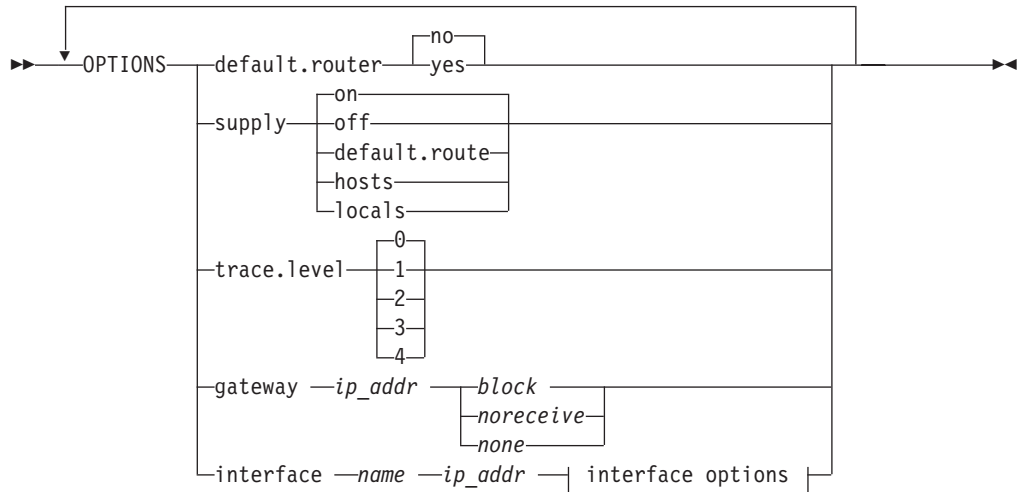 no
OPTIONS default.router yes
on
supply off
default.route
hosts
locals
0
trace.level 1
2
3
4
gateway ip_addr block
noreceive
none
interface name ip_addr interface options